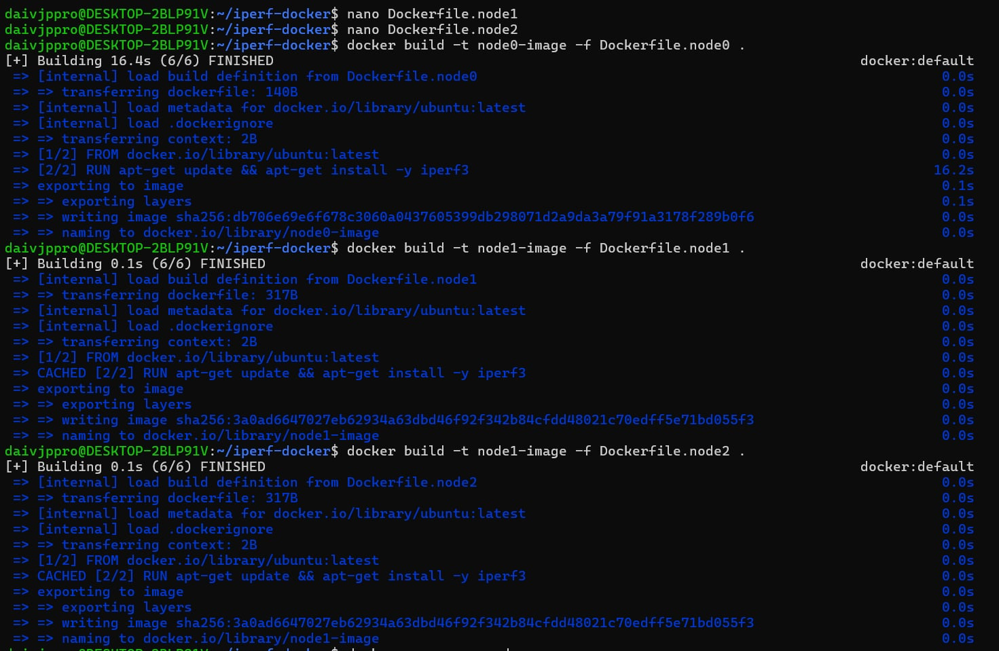 daivjppro@DESKTOP-2BLP91V:~/iperf-docker$ nano Dockerfile.node1
daivjppro@DESKTOP-2BLP91V:~/iperf-docker$ nano Dockerfile.node2
daivjppro@DESKTOP-2BLP91V:~/iperf-docker$ docker build -t node0-image -f Dockerfile.node0 .
[+] Building 16.4s (6/6) FINISHED docker:default
=> [internal] load build definition from Dockerfile.node0 0.0s
=> => transferring dockerfile: 140B 0.0s
=> [internal] load metadata for docker.io/library/ubuntu:latest 0.0s
=> [internal] load .dockerignore 0.0s
=> => transferring context: 2B 0.0s
=> [1/2] FROM docker.io/library/ubuntu:latest 0.0s
=> [2/2] RUN apt-get update && apt-get install -y iperf3 16.2s
=> exporting to image 0.1s
=> => exporting layers 0.1s
=> => writing image sha256:db706e69e6f678c3060a0437605399db298071d2a9da3a79f91a3178f289b0f6 0.0s
=> => naming to docker.io/library/node0-image 0.0s
daivjppro@DESKTOP-2BLP91V:~/iperf-docker$ docker build -t node1-image -f Dockerfile.node1 .
[+] Building 0.1s (6/6) FINISHED docker:default
=> [internal] load build definition from Dockerfile.node1 0.0s
=> => transferring dockerfile: 317B 0.0s
=> [internal] load metadata for docker.io/library/ubuntu:latest 0.0s
=> [internal] load .dockerignore 0.0s
=> => transferring context: 2B 0.0s
=> [1/2] FROM docker.io/library/ubuntu:latest 0.0s
=> CACHED [2/2] RUN apt-get update && apt-get install -y iperf3 0.0s
=> exporting to image 0.0s
=> => exporting layers 0.0s
=> => writing image sha256:3a0ad6647027eb62934a63dbd46f92f342b84cfdd48021c70edff5e71bd055f3 0.0s
=> => naming to docker.io/library/node1-image 0.0s
daivjppro@DESKTOP-2BLP91V:~/iperf-docker$ docker build -t node1-image -f Dockerfile.node2 .
[+] Building 0.1s (6/6) FINISHED docker:default
=> [internal] load build definition from Dockerfile.node2 0.0s
=> => transferring dockerfile: 317B 0.0s
=> [internal] load metadata for docker.io/library/ubuntu:latest 0.0s
=> [internal] load .dockerignore 0.0s
=> => transferring context: 2B 0.0s
=> [1/2] FROM docker.io/library/ubuntu:latest 0.0s
=> CACHED [2/2] RUN apt-get update && apt-get install -y iperf3 0.0s
=> exporting to image 0.0s
=> => exporting layers 0.0s
=> => writing image sha256:3a0ad6647027eb62934a63dbd46f92f342b84cfdd48021c70edff5e71bd055f3 0.0s
=> => naming to docker.io/library/node1-image 0.0s